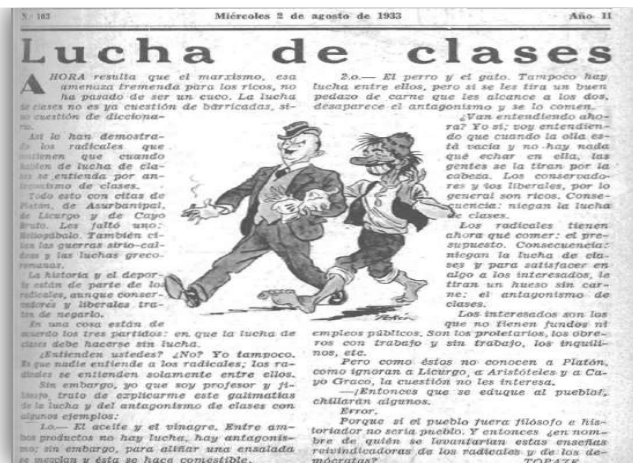 N.º 103 Miércoles 2 de agosto de 1933 Año II
Lucha de clases
AHORA resulta que el marxismo, esa
amenaza tremenda para los ricos, no
ha pasado de ser un cuco. La lucha
de clases no es ya cuestión de barricadas, si-
no cuestión de dicciona-
rio.
Así lo han demostra-
do los radicales que
sostienen que cuando
hablen de lucha de cla-
ses se entienda por an-
tagonismo de clases.
Todo esto con citas de
Platón, de Asurbanipal,
de Licurgo y de Cayo
Bruto. Les faltó uno:
Heliogábalo. También ci-
tan las guerras sirio-cal-
deas y las luchas greco-
romanas.
La historia y el depor-
te están de parte de los
radicales, aunque conser-
vadores y liberales tra-
ten de negarlo.
En una cosa están de
acuerdo los tres partidos: en que la lucha de
clases debe hacerse sin lucha.
¿Entienden ustedes? ¿No? Yo tampoco.
Es que nadie entiende a los radicales; los ra-
dicales se entienden solamente entre ellos.
Sin embargo, yo que soy profesor y fi-
lósofo, trato de explicarme este galimatías
de la lucha y del antagonismo de clases con
algunos ejemplos:
1.o.— El aceite y el vinagre. Entre am-
bos productos no hay lucha, hay antagonis-
mo; sin embargo, para aliñar una ensalada
se mezclan y ésta se hace comestible.
2.o.— El perro y el gato. Tampoco hay
lucha entre ellos, pero si se les tira un buen
pedazo de carne que les alcance a los dos,
desaparece el antagonismo y se lo comen.
¿Van entendiendo aho-
ra? Yo sí; voy entendien-
do que cuando la olla es-
tá vacía y no hay nada
qué echar en ella, las
gentes se la tiran por la
cabeza. Los conservado-
res y los liberales, por lo
general son ricos. Conse-
cuencia: niegan la lucha
de clases.
Los radicales tienen
ahora qué comer: el pre-
supuesto. Consecuencia:
niegan la lucha de cla-
ses y para satisfacer en
algo a los interesados, le
tiran un hueso sin car-
ne; el antagonismo de
clases.
Los interesados son los
que no tienen fundos ni
empleos públicos. Son los proletarios, los obre-
ros con trabajo y sin trabajo, los inquili-
nos, etc.
Pero como éstos no conocen a Platón,
como ignoran a Licurgo, a Aristóteles y a Ca-
yo Graco, la cuestión no les interesa.
—¡Entonces que se eduque al pueblo!,
chillarán algunos.
Error.
Porque si el pueblo fuera filósofo e his-
toriador no sería pueblo. Y entonces ¿en nom-
bre de quién se levantarían estas enseñas
reivindicadoras de los radicales y de los de-
mócratas? TOPAZE.